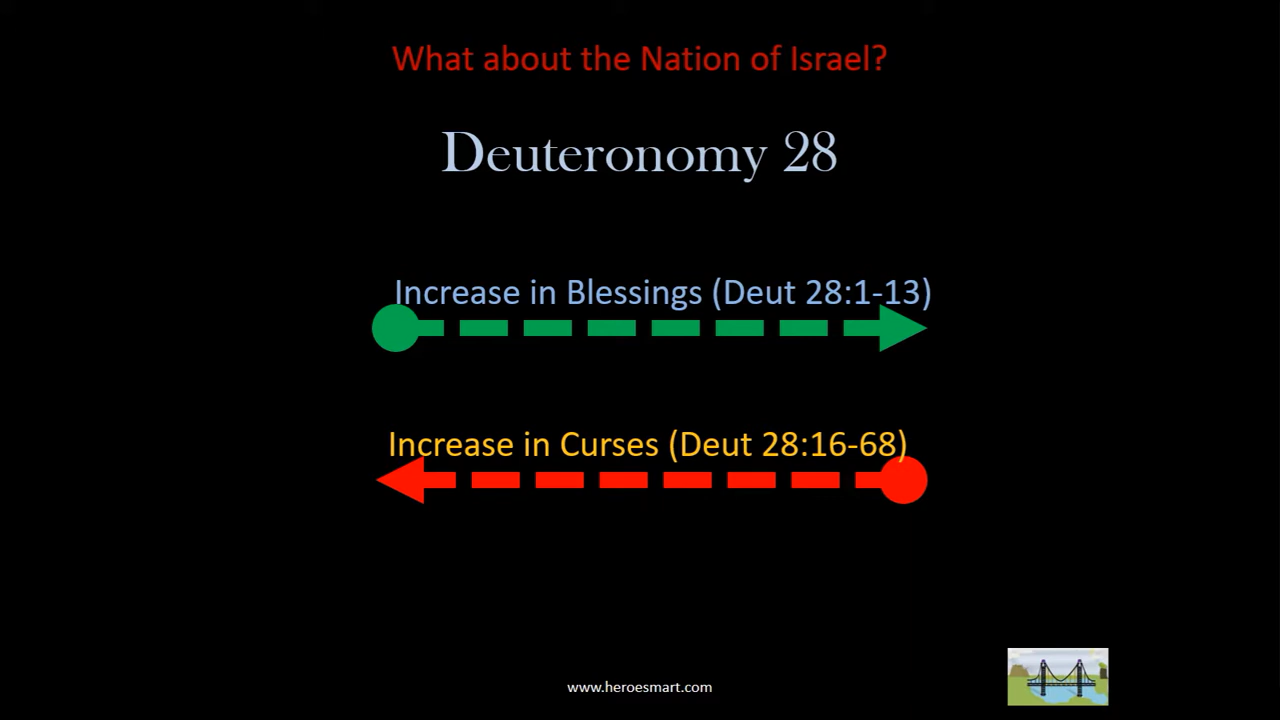 What about the Nation of Israel?
Deuteronomy 28
Increase in Blessings (Deut 28:1-13)
Increase in Curses (Deut 28:16-68)
www.heroesmart.com